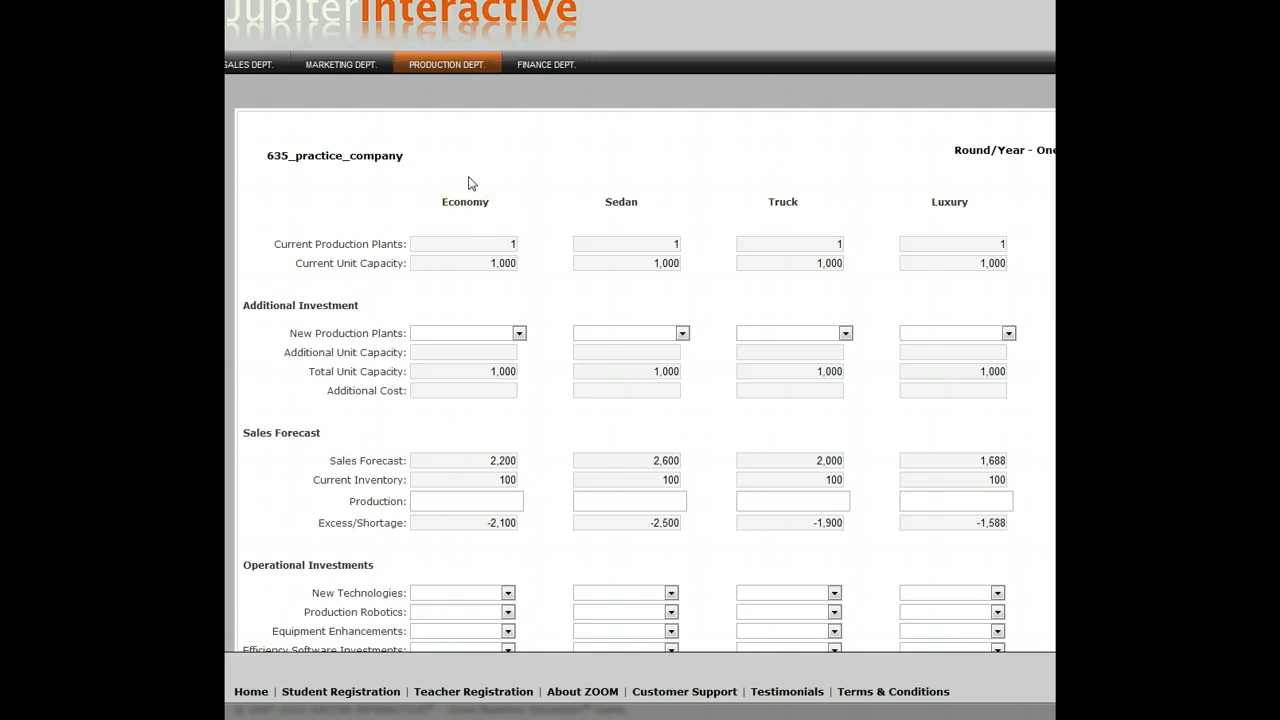 JupiterInteractive
SALES DEPT. MARKETING DEPT. PRODUCTION DEPT. FINANCE DEPT.
635_practice_company Round/Year - One
Economy Sedan Truck Luxury
Current Production Plants: 1 1 1 1
Current Unit Capacity: 1,000 1,000 1,000 1,000
Additional Investment
New Production Plants:
Additional Unit Capacity:
Total Unit Capacity: 1,000 1,000 1,000 1,000
Additional Cost:
Sales Forecast
Sales Forecast: 2,200 2,600 2,000 1,688
Current Inventory: 100 100 100 100
Production:
Excess/Shortage: -2,100 -2,500 -1,900 -1,588
Operational Investments
New Technologies:
Production Robotics:
Equipment Enhancements:
Efficiency Software Investments:
Home | Student Registration | Teacher Registration | About ZOOM | Customer Support | Testimonials | Terms & Conditions